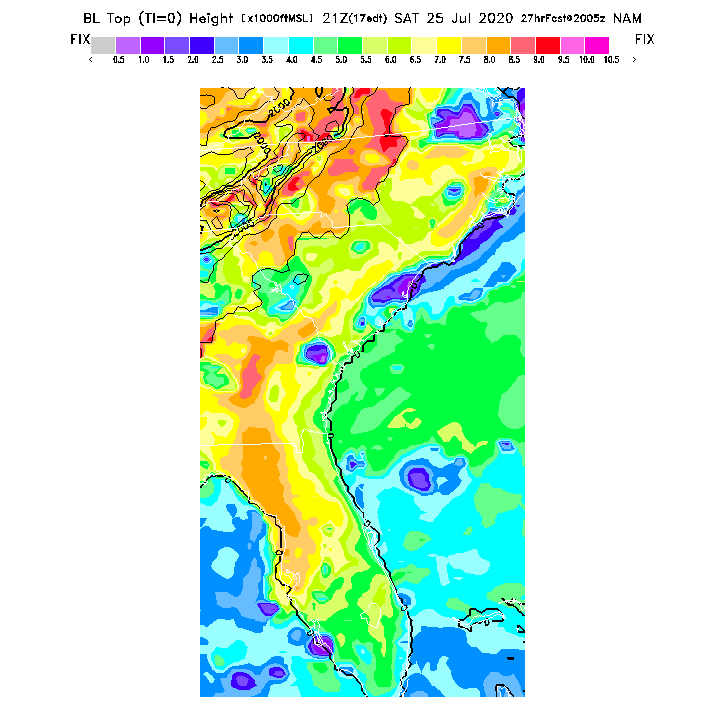 BL Top (TI=0) Height [x1000ftMSL] 21Z(17edt) SAT 25 Jul 2020 27hrFcst@2005z NAM
FIX FIX
< 0.5 1.0 1.5 2.0 2.5 3.0 3.5 4.0 4.5 5.0 5.5 6.0 6.5 7.0 7.5 8.0 8.5 9.0 9.5 10.0 10.5 >
2000